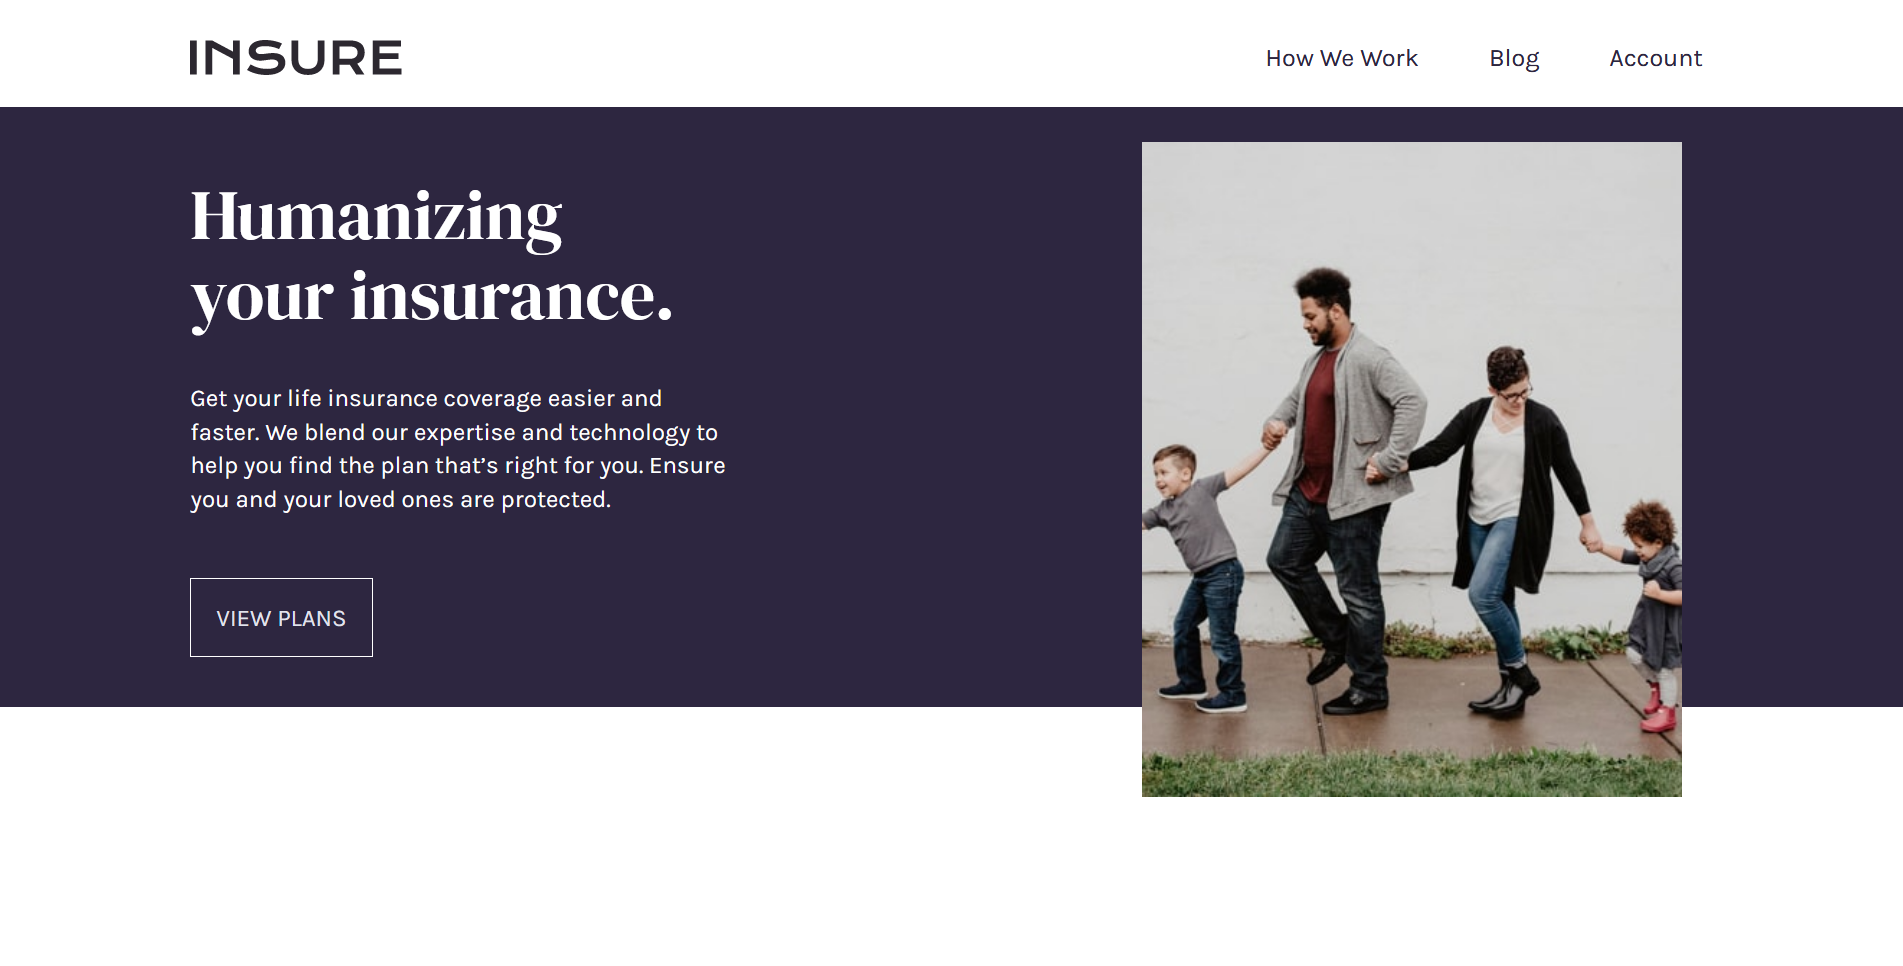 INSURE
How We Work
Blog
Account
Humanizing
your insurance.
Get your life insurance coverage easier and
faster. We blend our expertise and technology to
help you find the plan that’s right for you. Ensure
you and your loved ones are protected.
VIEW PLANS